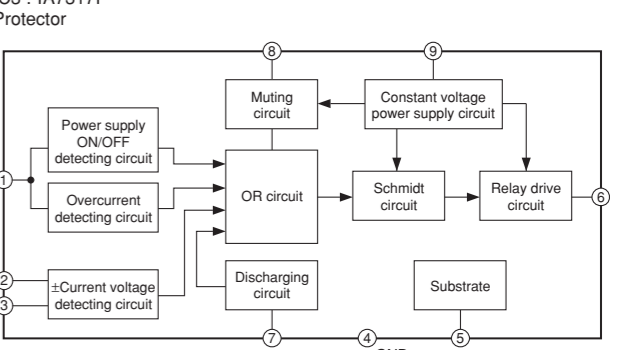 Protector
8
9
Muting
circuit
Constant voltage
power supply circuit
Power supply
ON/OFF
detecting circuit
1
Overcurrent
detecting circuit
OR circuit
Schmidt
circuit
Relay drive
circuit
6
2
±Current voltage
detecting circuit
3
Discharging
circuit
Substrate
7
4
5